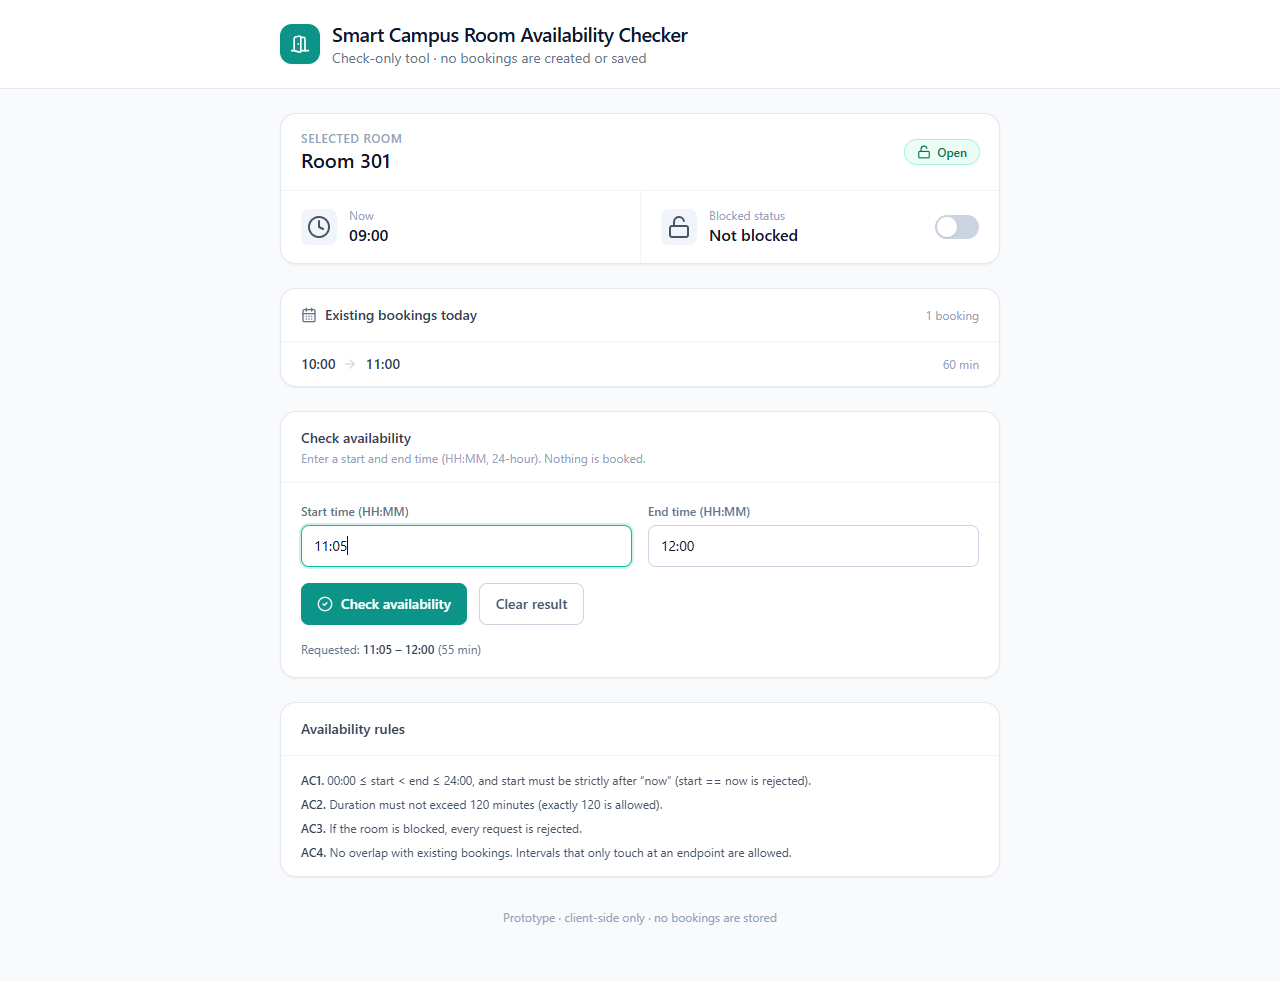 Smart Campus Room Availability Checker
Check-only tool · no bookings are created or saved
SELECTED ROOM
Room 301
Open
Now
09:00
Blocked status
Not blocked
Existing bookings today
1 booking
10:00 → 11:00
60 min
Check availability
Enter a start and end time (HH:MM, 24-hour). Nothing is booked.
Start time (HH:MM)
End time (HH:MM)
11:05
12:00
Check availability
Clear result
Requested: 11:05 – 12:00 (55 min)
Availability rules
AC1. 00:00 ≤ start < end ≤ 24:00, and start must be strictly after “now” (start == now is rejected).
AC2. Duration must not exceed 120 minutes (exactly 120 is allowed).
AC3. If the room is blocked, every request is rejected.
AC4. No overlap with existing bookings. Intervals that only touch at an endpoint are allowed.
Prototype · client-side only · no bookings are stored